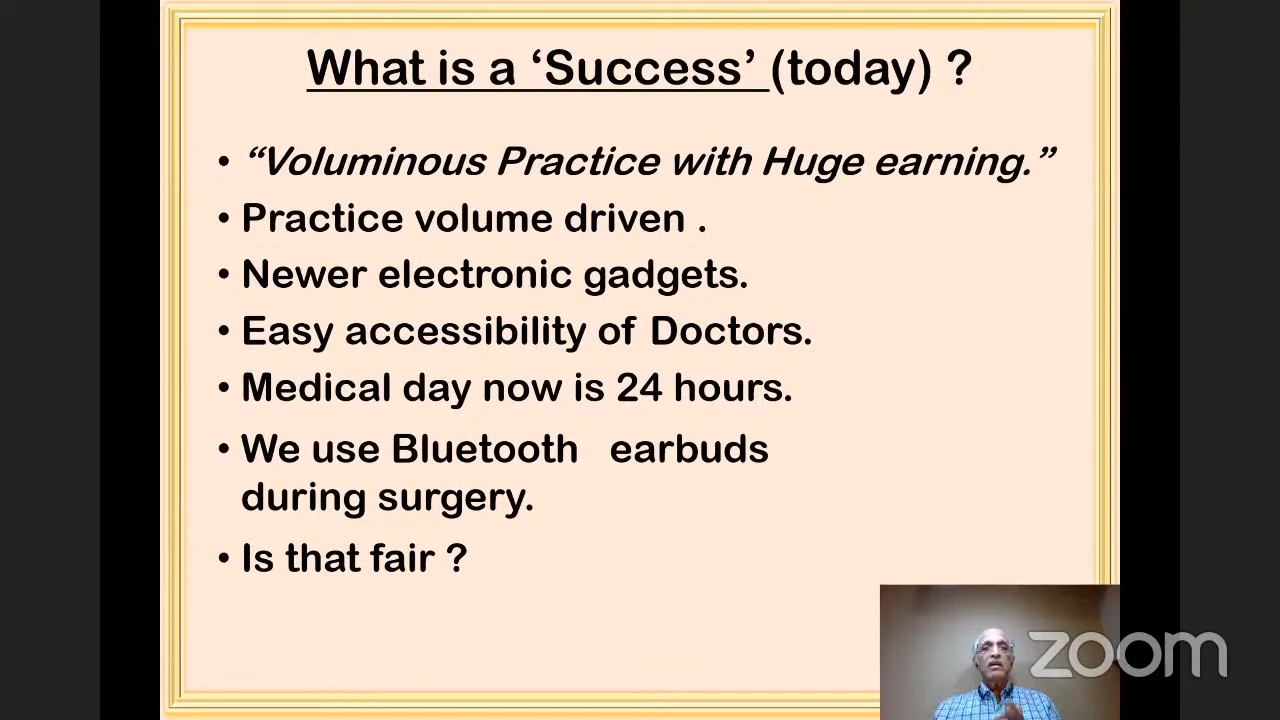 What is a ‘Success’ (today) ?
• “Voluminous Practice with Huge earning.”
• Practice volume driven .
• Newer electronic gadgets.
• Easy accessibility of Doctors.
• Medical day now is 24 hours.
• We use Bluetooth earbuds
during surgery.
• Is that fair ?
zoom